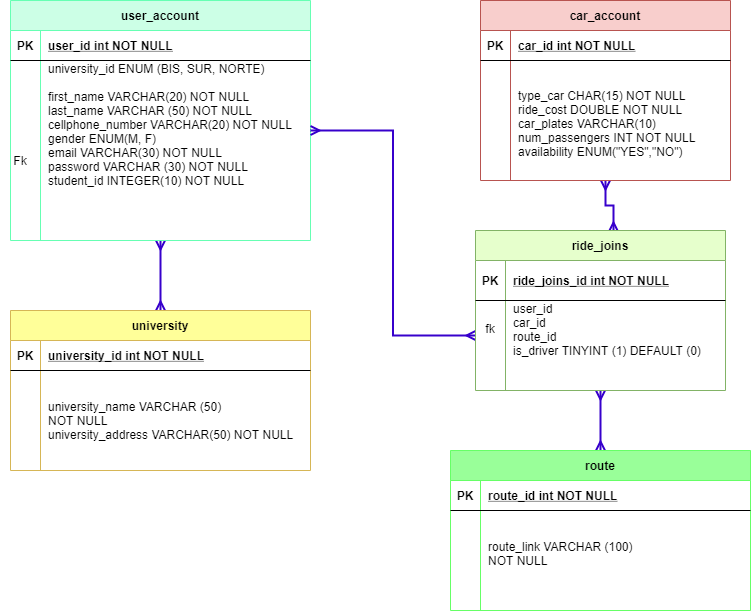 user_account
PK user_id int NOT NULL
Fk
university_id ENUM (BIS, SUR, NORTE)
first_name VARCHAR(20) NOT NULL
last_name VARCHAR (50) NOT NULL
cellphone_number VARCHAR(20) NOT NULL
gender ENUM(M, F)
email VARCHAR(30) NOT NULL
password VARCHAR (30) NOT NULL
student_id INTEGER(10) NOT NULL
car_account
PK car_id int NOT NULL
type_car CHAR(15) NOT NULL
ride_cost DOUBLE NOT NULL
car_plates VARCHAR(10)
num_passengers INT NOT NULL
availability ENUM("YES","NO")
university
PK university_id int NOT NULL
university_name VARCHAR (50)
NOT NULL
university_address VARCHAR(50) NOT NULL
ride_joins
PK ride_joins_id int NOT NULL
fk
user_id
car_id
route_id
is_driver TINYINT (1) DEFAULT (0)
route
PK route_id int NOT NULL
route_link VARCHAR (100)
NOT NULL